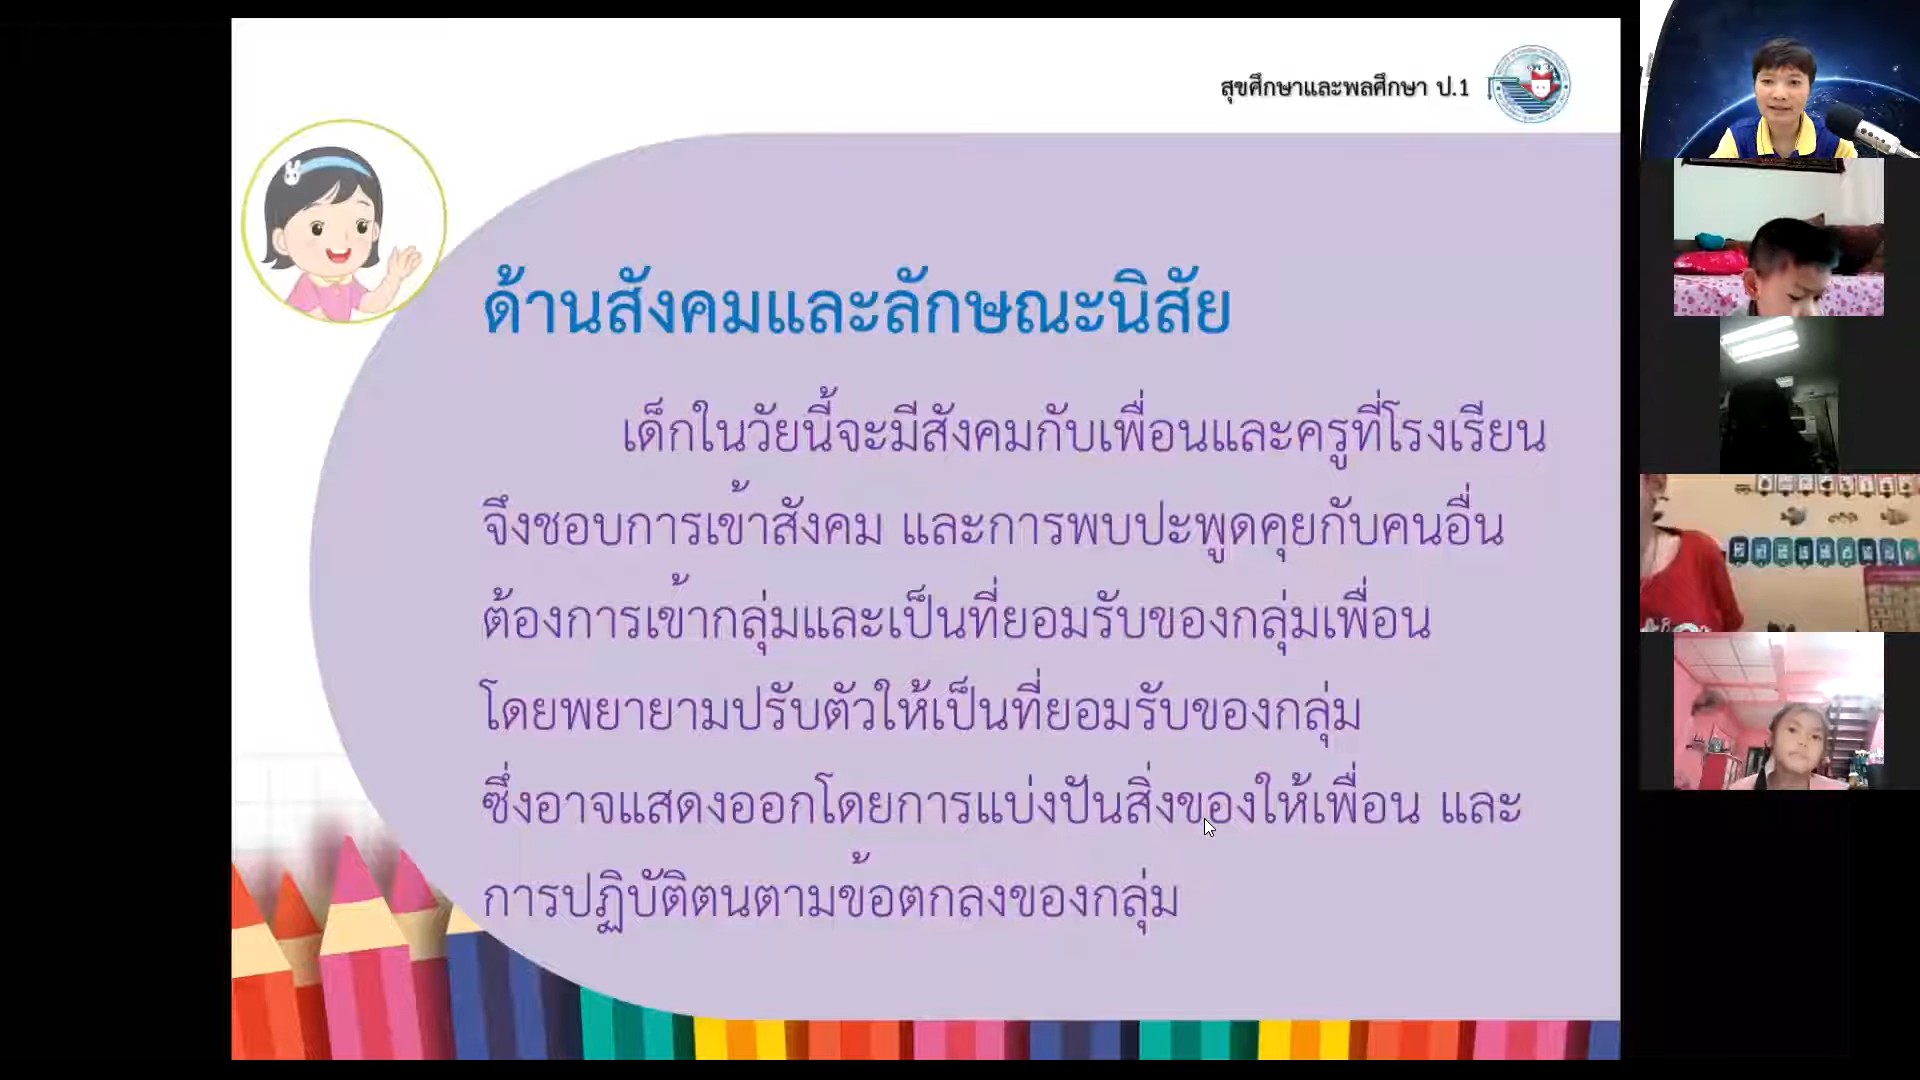 สุขศึกษาและพลศึกษา ป.1
ด้านสังคมและลักษณะนิสัย
เด็กในวัยนี้จะมีสังคมกับเพื่อนและครูที่โรงเรียน
จึงชอบการเข้าสังคม และการพบปะพูดคุยกับคนอื่น
ต้องการเข้ากลุ่มและเป็นที่ยอมรับของกลุ่มเพื่อน
โดยพยายามปรับตัวให้เป็นที่ยอมรับของกลุ่ม
ซึ่งอาจแสดงออกโดยการแบ่งปันสิ่งของให้เพื่อน และ
การปฏิบัติตนตามข้อตกลงของกลุ่ม